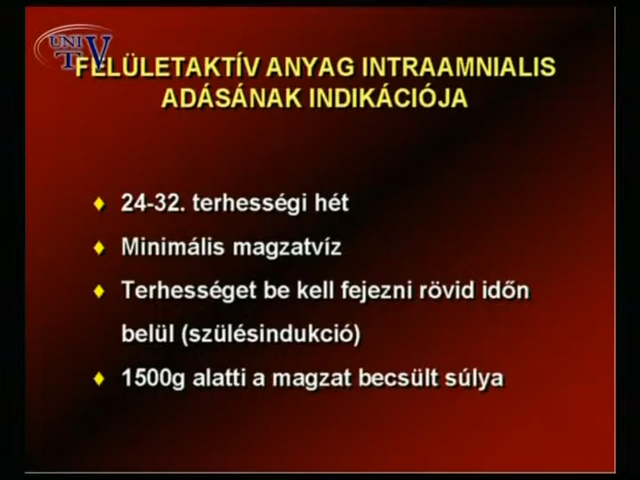 UNI
TV
FELÜLETAKTÍV ANYAG INTRAAMNIALIS
ADÁSÁNAK INDIKÁCIÓJA
24-32. terhességi hét
Minimális magzatvíz
Terhességet be kell fejezni rövid időn
belül (szülésindukció)
1500g alatti a magzat becsült súlya